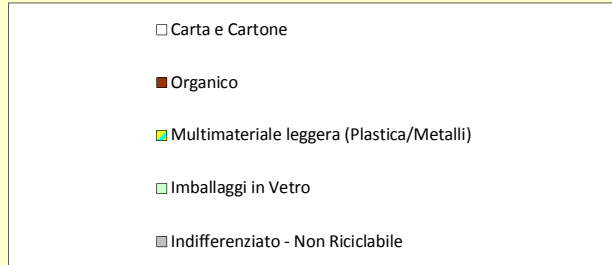 Carta e Cartone
Organico
Multimateriale leggera (Plastica/Metalli)
Imballaggi in Vetro
Indifferenziato - Non Riciclabile